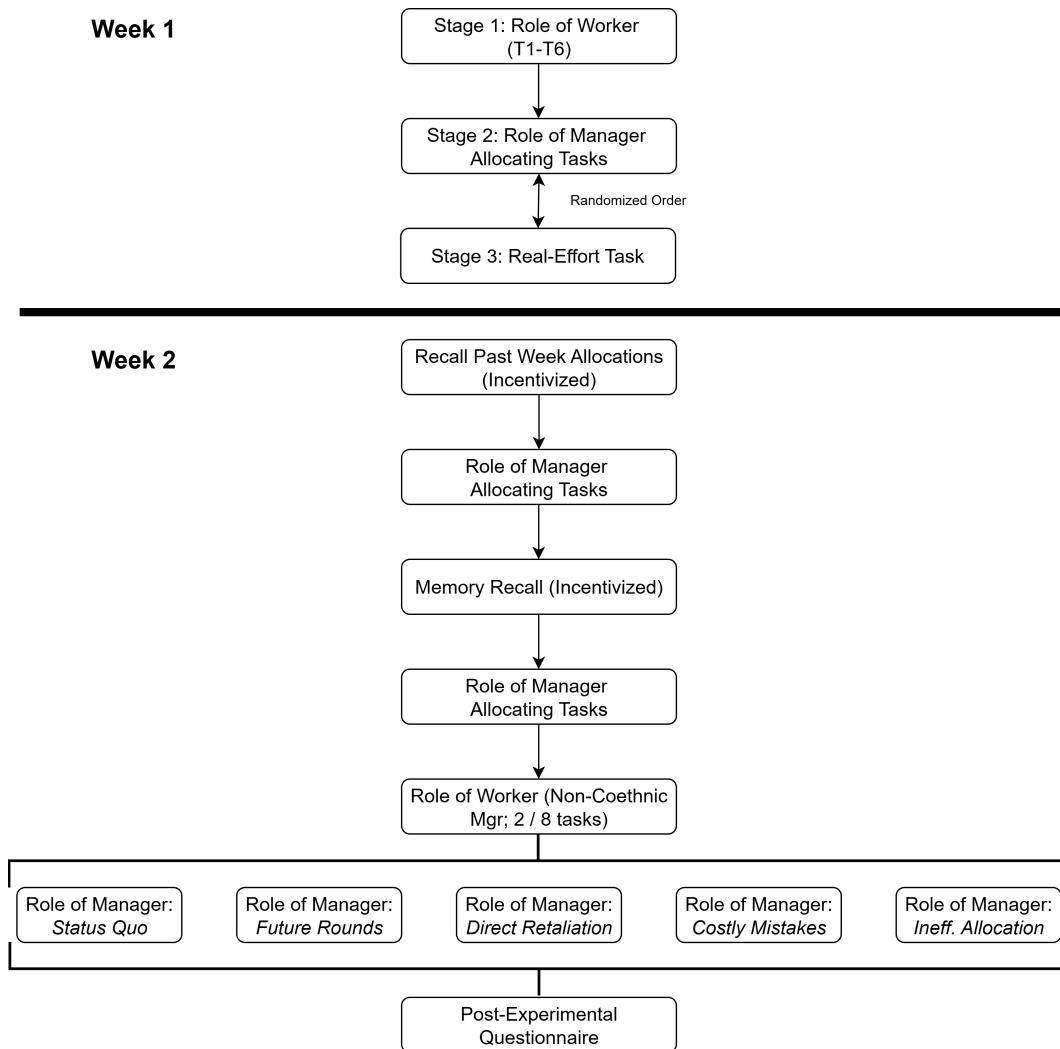 Week 1
Stage 1: Role of Worker
(T1-T6)
Stage 2: Role of Manager
Allocating Tasks
Randomized Order
Stage 3: Real-Effort Task
Week 2
Recall Past Week Allocations
(Incentivized)
Role of Manager
Allocating Tasks
Memory Recall (Incentivized)
Role of Manager
Allocating Tasks
Role of Worker (Non-Coethnic
Mgr; 2 / 8 tasks)
Role of Manager:
Status Quo
Role of Manager:
Future Rounds
Role of Manager:
Direct Retaliation
Role of Manager:
Costly Mistakes
Role of Manager:
Ineff. Allocation
Post-Experimental
Questionnaire